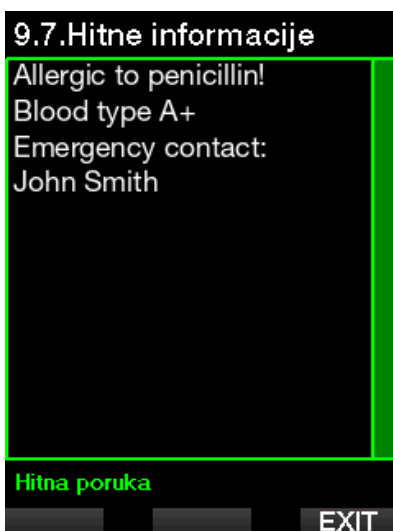 9.7.Hitne informacije
Allergic to penicillin!
Blood type A+
Emergency contact:
John Smith
Hitna poruka
EXIT